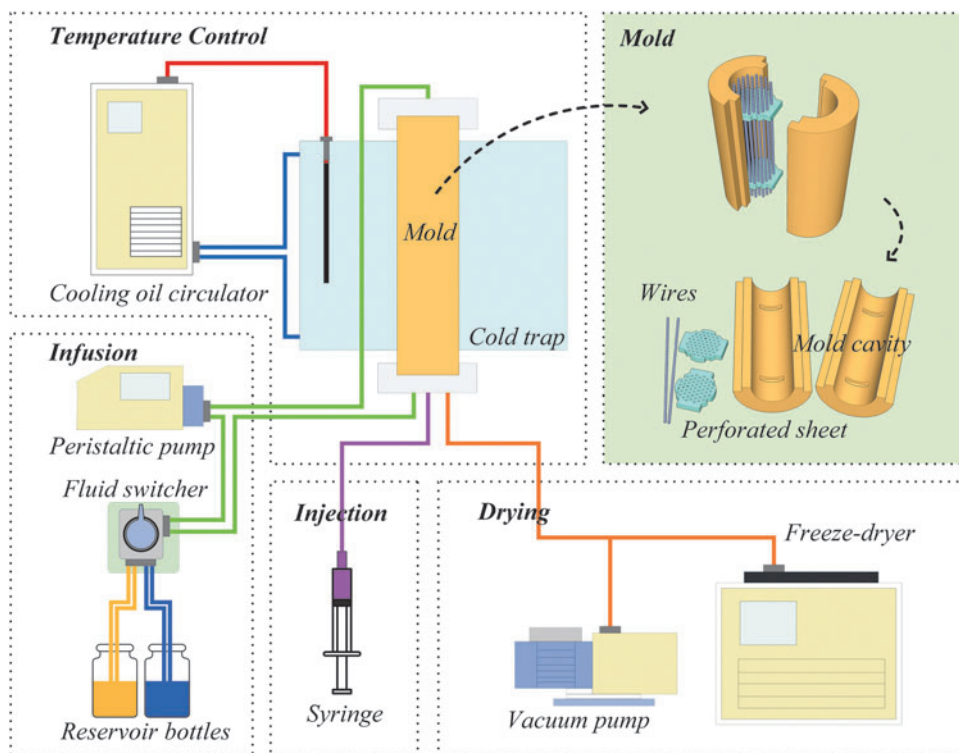 Temperature Control
Mold
Mold
Wires
Cooling oil circulator
Cold trap
Mold cavity
Infusion
Perforated sheet
Peristaltic pump
Fluid switcher
Injection
Drying
Freeze-dryer
Reservoir bottles
Syringe
Vacuum pump